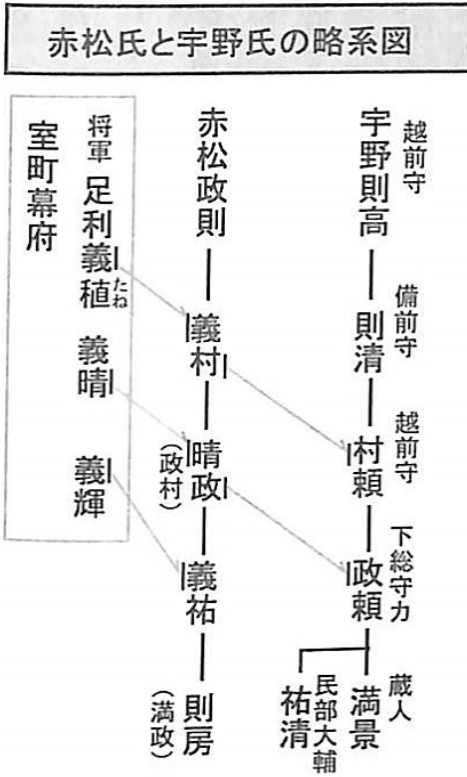 赤松氏と宇野氏の略系図
越前守
宇野則高
備前守
則清
越前守
村頼
下総守カ
政頼
蔵人
満景
民部大輔
祐清
赤松政則
義村
晴政
(政村)
義祐
則房
(満政)
将軍
足利義稙
たね
義晴
義輝
室町幕府